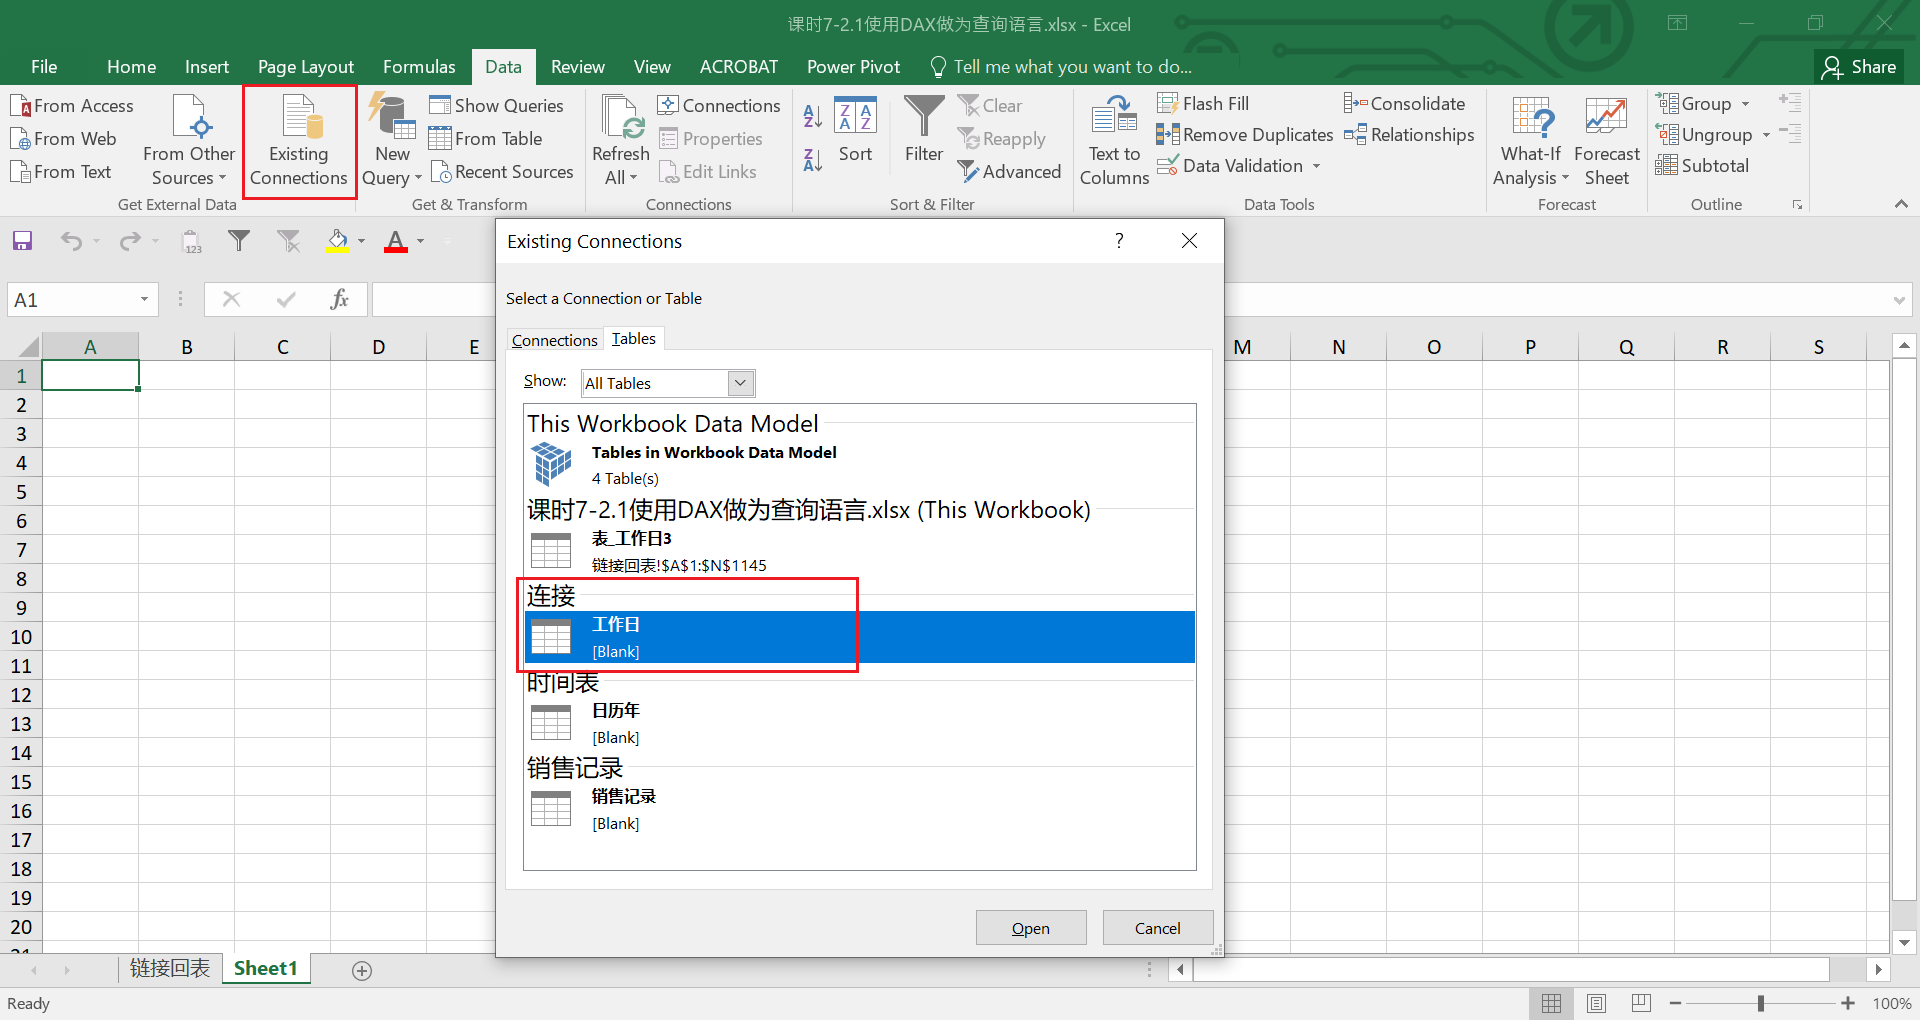 课时7-2.1使用DAX做为查询语言.xlsx - Excel
File Home Insert Page Layout Formulas Data Review View ACROBAT Power Pivot Tell me what you want to do... Share
From Access
From Web
From Text
From Other Sources
Get External Data
Existing Connections
New Query
Show Queries
From Table
Recent Sources
Get & Transform
Refresh All
Connections
Properties
Edit Links
Connections
Sort
Filter
Clear
Reapply
Advanced
Sort & Filter
Text to Columns
Flash Fill
Remove Duplicates
Data Validation
Consolidate
Relationships
Data Tools
What-If Analysis
Forecast Sheet
Forecast
Group
Ungroup
Subtotal
Outline
A1
fx
A B C D E M N O P Q R S
1
2
3
4
5
6
7
8
9
10
11
12
13
14
15
16
17
18
19
20
21
Existing Connections
Select a Connection or Table
Connections Tables
Show: All Tables
This Workbook Data Model
Tables in Workbook Data Model
4 Table(s)
课时7-2.1使用DAX做为查询语言.xlsx (This Workbook)
表_工作日3
链接回表!$A$1:$N$1145
连接
工作日
[Blank]
时间表
日历年
[Blank]
销售记录
销售记录
[Blank]
Open Cancel
链接回表 Sheet1
Ready
100%